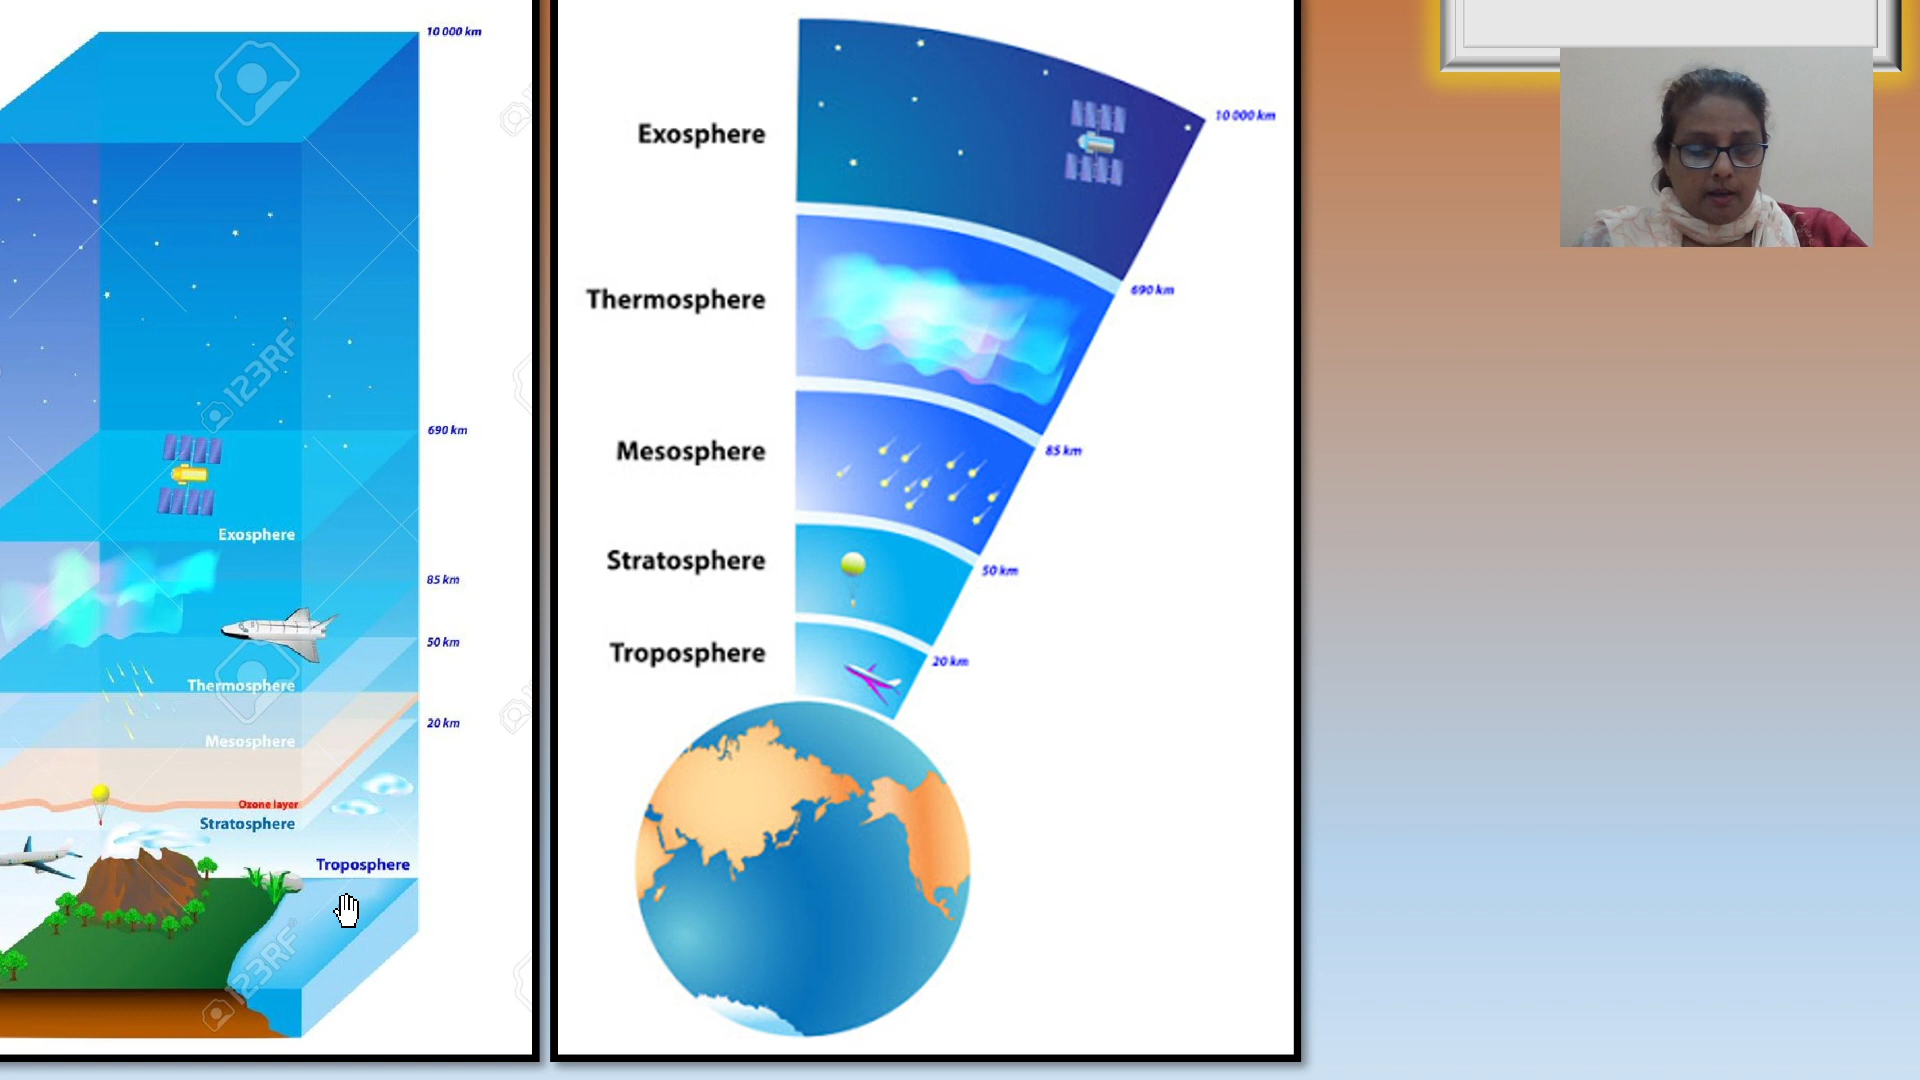 10 000 km
690 km
Exosphere
85 km
50 km
Thermosphere
20 km
Mesosphere
Ozone layer
Stratosphere
Troposphere
123RF
123RF
Exosphere
10 000 km
Thermosphere
690 km
Mesosphere
85 km
Stratosphere
50 km
Troposphere
20 km